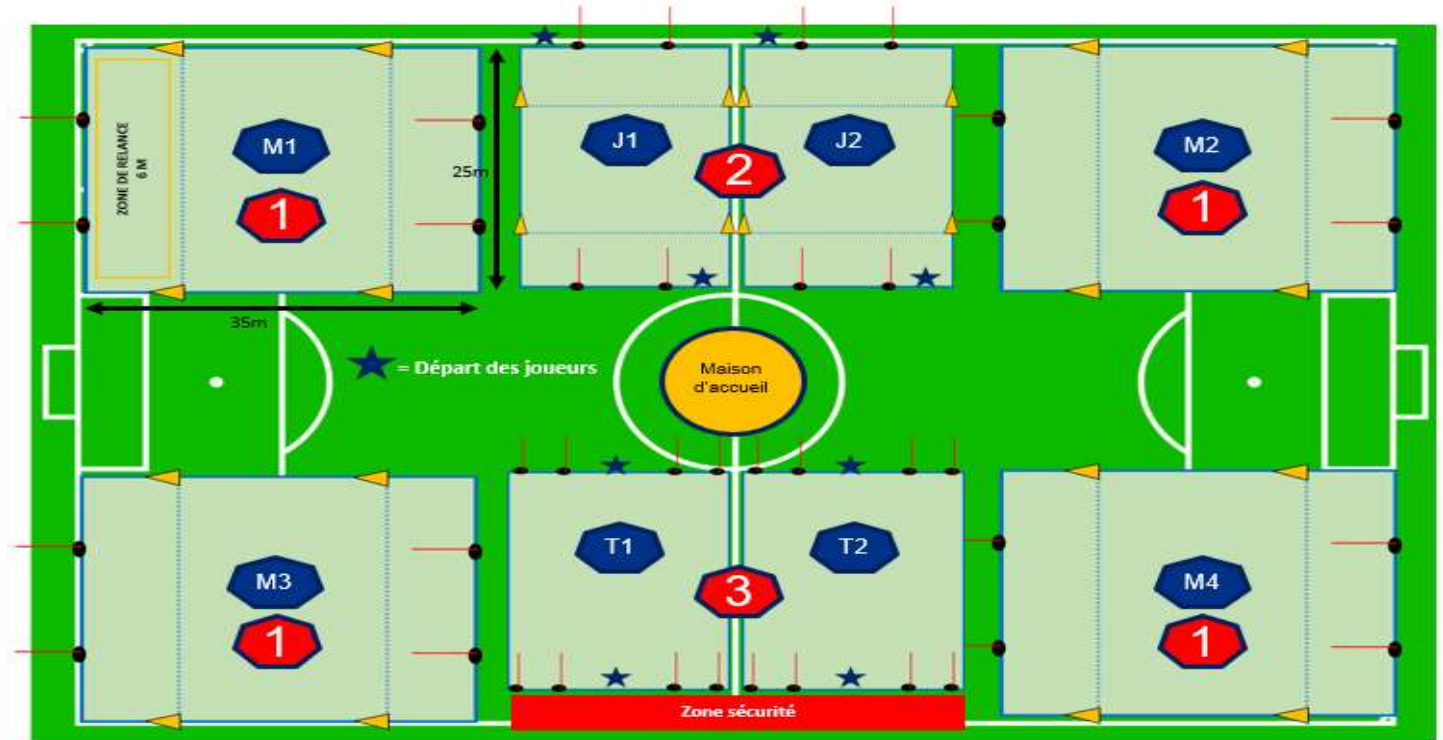 ZONE DE RELANCE
6 M
M1
1
25m
35m
J1
J2
2
M2
1
= Départ des joueurs
Maison
d'accueil
M3
1
T1
T2
3
M4
1
Zone sécurité